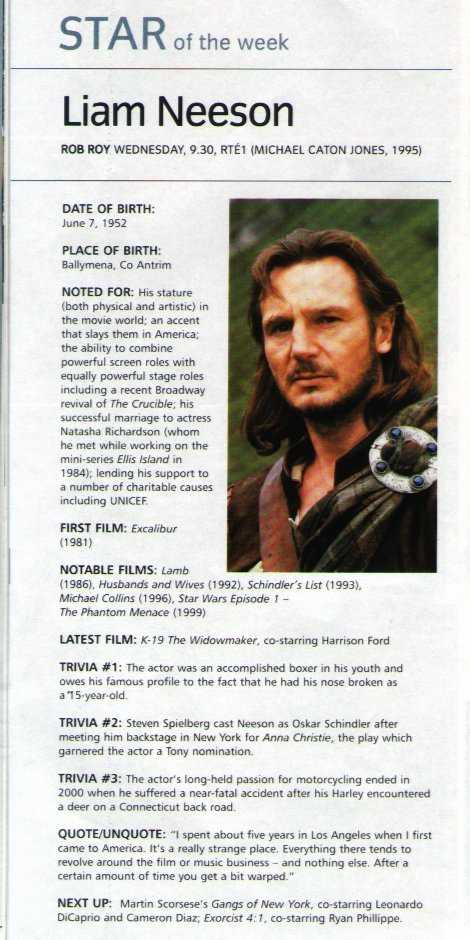 STAR of the week
Liam Neeson
ROB ROY WEDNESDAY, 9.30, RTÉ1 (MICHAEL CATON JONES, 1995)
DATE OF BIRTH:
June 7, 1952
PLACE OF BIRTH:
Ballymena, Co Antrim
NOTED FOR: His stature
(both physical and artistic) in
the movie world; an accent
that slays them in America;
the ability to combine
powerful screen roles with
equally powerful stage roles
including a recent Broadway
revival of The Crucible; his
successful marriage to actress
Natasha Richardson (whom
he met while working on the
mini-series Ellis Island in
1984); lending his support to
a number of charitable causes
including UNICEF.
FIRST FILM: Excalibur
(1981)
NOTABLE FILMS: Lamb
(1986), Husbands and Wives (1992), Schindler's List (1993),
Michael Collins (1996), Star Wars Episode 1 –
The Phantom Menace (1999)
LATEST FILM: K-19 The Widowmaker, co-starring Harrison Ford
TRIVIA #1: The actor was an accomplished boxer in his youth and
owes his famous profile to the fact that he had his nose broken as
a 15-year-old.
TRIVIA #2: Steven Spielberg cast Neeson as Oskar Schindler after
meeting him backstage in New York for Anna Christie, the play which
garnered the actor a Tony nomination.
TRIVIA #3: The actor's long-held passion for motorcycling ended in
2000 when he suffered a near-fatal accident after his Harley encountered
a deer on a Connecticut back road.
QUOTE/UNQUOTE: "I spent about five years in Los Angeles when I first
came to America. It's a really strange place. Everything there tends to
revolve around the film or music business – and nothing else. After a
certain amount of time you get a bit warped."
NEXT UP: Martin Scorsese's Gangs of New York, co-starring Leonardo
DiCaprio and Cameron Diaz; Exorcist 4:1, co-starring Ryan Phillippe.